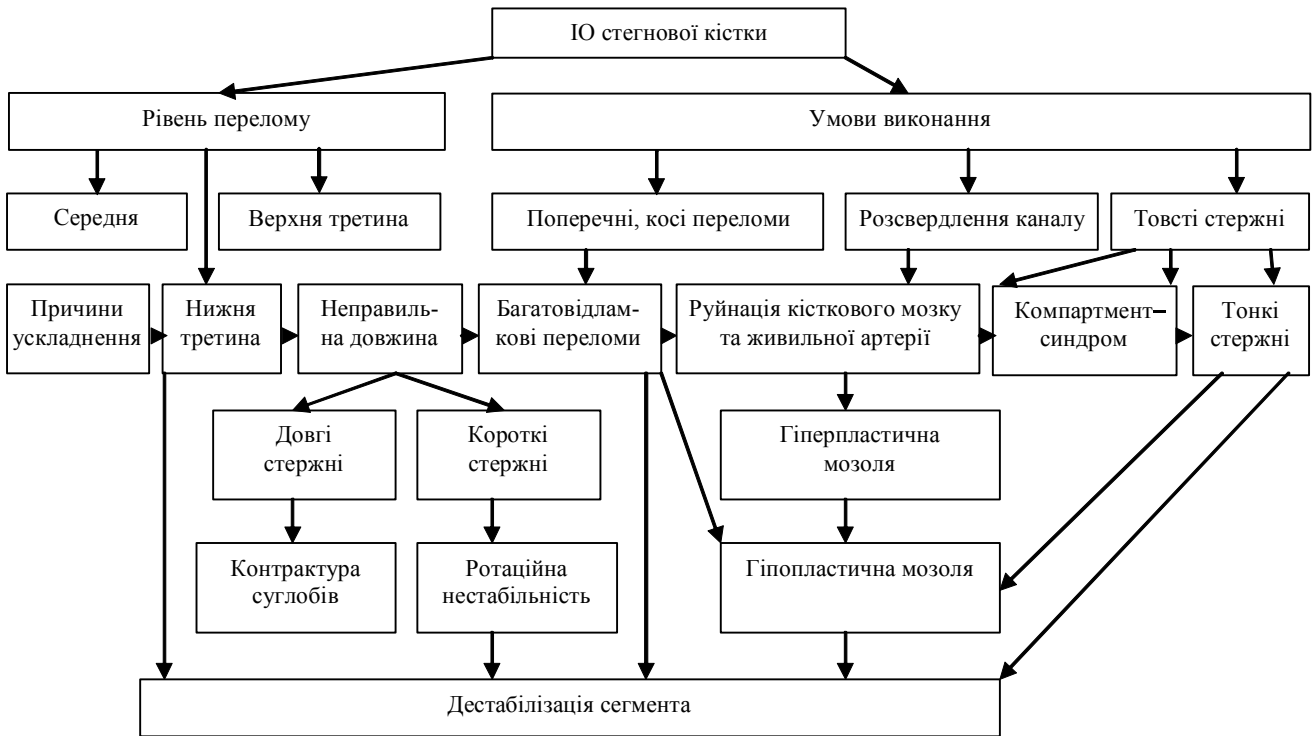 ІО стегнової кістки
Рівень перелому
Умови виконання
Середня
Верхня третина
Поперечні, косі переломи
Розсвердлення каналу
Товсті стержні
Причини
ускладнення
Нижня
третина
Неправиль-
на довжина
Багатовідлам-
кові переломи
Руйнація кісткового мозку
та живильної артерії
Компартмент–
синдром
Тонкі
стержні
Довгі
стержні
Короткі
стержні
Гіперпластична
мозоля
Контрактура
суглобів
Ротаційна
нестабільність
Гіпопластична мозоля
Дестабілізація сегмента